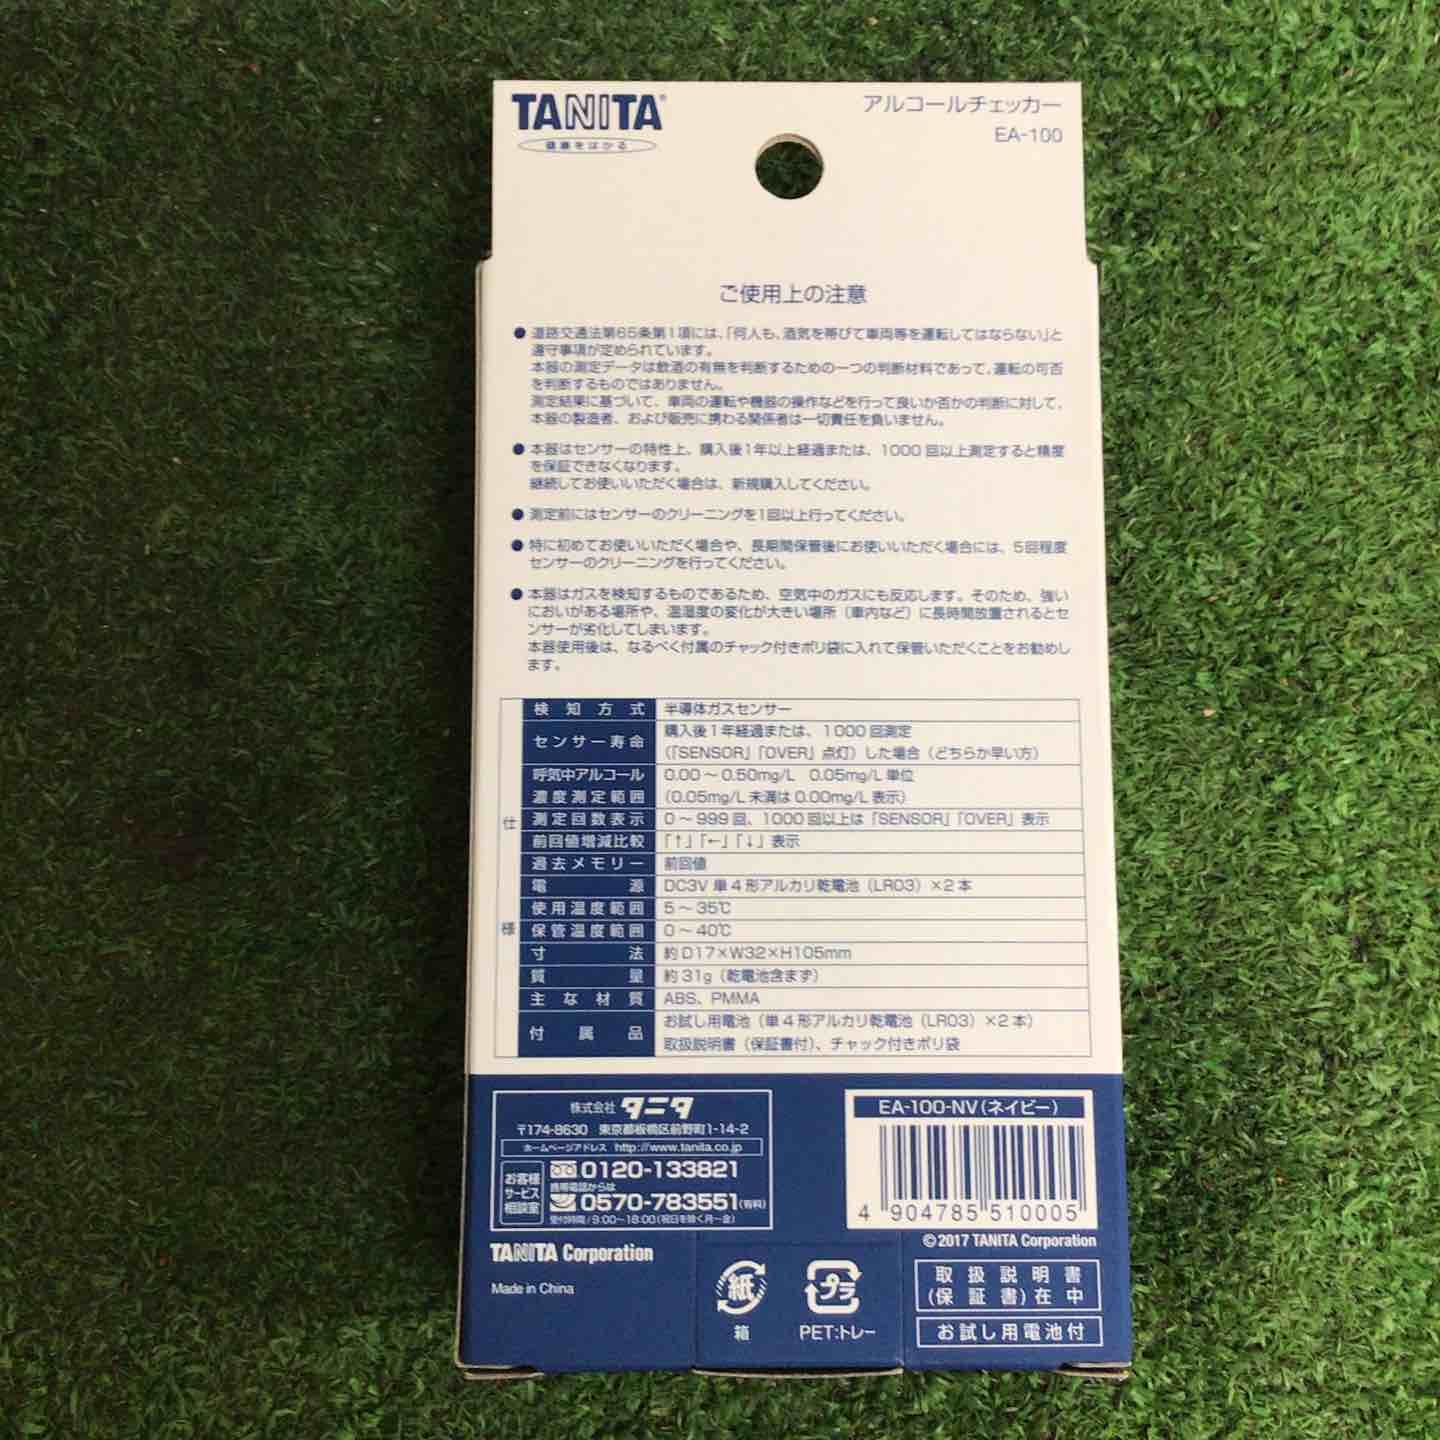 TANITA®
健康をはかる
アルコールチェッカー
EA-100
ご使用上の注意
● 道路交通法第65条第1項には、「何人も、酒気を帯びて車両等を運転してはならない」と
遵守事項が定められています。
本器の測定データは飲酒の有無を判断するための一つの判断材料であって、運転の可否
を判断するものではありません。
測定結果に基づいて、車両の運転や機器の操作などを行って良いか否かの判断に対して、
本器の製造者、および販売に携わる関係者は一切責任を負いません。
● 本器はセンサーの特性上、購入後1年以上経過または、1000 回以上測定すると精度
を保証できなくなります。
継続してお使いいただく場合は、新規購入してください。
● 測定前にはセンサーのクリーニングを1回以上行ってください。
● 特に初めてお使いいただく場合や、長期間保管後にお使いいただく場合には、5回程度
センサーのクリーニングを行ってください。
● 本器はガスを検知するものであるため、空気中のガスにも反応します。そのため、強い
においがある場所や、温湿度の変化が大きい場所（車内など）に長時間放置されるとセ
ンサーが劣化してしまいます。
本器使用後は、なるべく付属のチャック付きポリ袋に入れて保管いただくことをお勧めし
ます。
仕様
検知方式 半導体ガスセンサー
センサー寿命 購入後1年経過または、1000 回測定
（「SENSOR」「OVER」点灯）した場合（どちらか早い方）
呼気中アルコール 0.00 ～ 0.50mg/L 0.05mg/L 単位
濃度測定範囲 （0.05mg/L 未満は 0.00mg/L 表示）
測定回数表示 0 ～ 999 回、1000 回以上は「SENSOR」「OVER」表示
前回値増減比較 「↑」「←」「↓」表示
過去メモリー 前回値
電源 DC3V 単4形アルカリ乾電池（LR03）×2本
使用温度範囲 5 ～ 35℃
保管温度範囲 0 ～ 40℃
寸法 約 D17×W32×H105mm
質量 約 31g（乾電池含まず）
主な材質 ABS、PMMA
付属品 お試し用電池（単4形アルカリ乾電池（LR03）×2本）
取扱説明書（保証書付）、チャック付きポリ袋
株式会社 タニタ
〒174-8630 東京都板橋区前野町1-14-2
ホームページアドレス http://www.tanita.co.jp
お客様
サービス
相談室
0120-133821
携帯電話からは
0570-783551(有料)
受付時間/9:00～18:00(祝日を除く月～金)
EA-100-NV(ネイビー)
4 904785 510005
TANITA Corporation
©2017 TANITA Corporation
Made in China
紙
箱
プラ
PET:トレー
取扱説明書
(保証書)在中
お試し用電池付